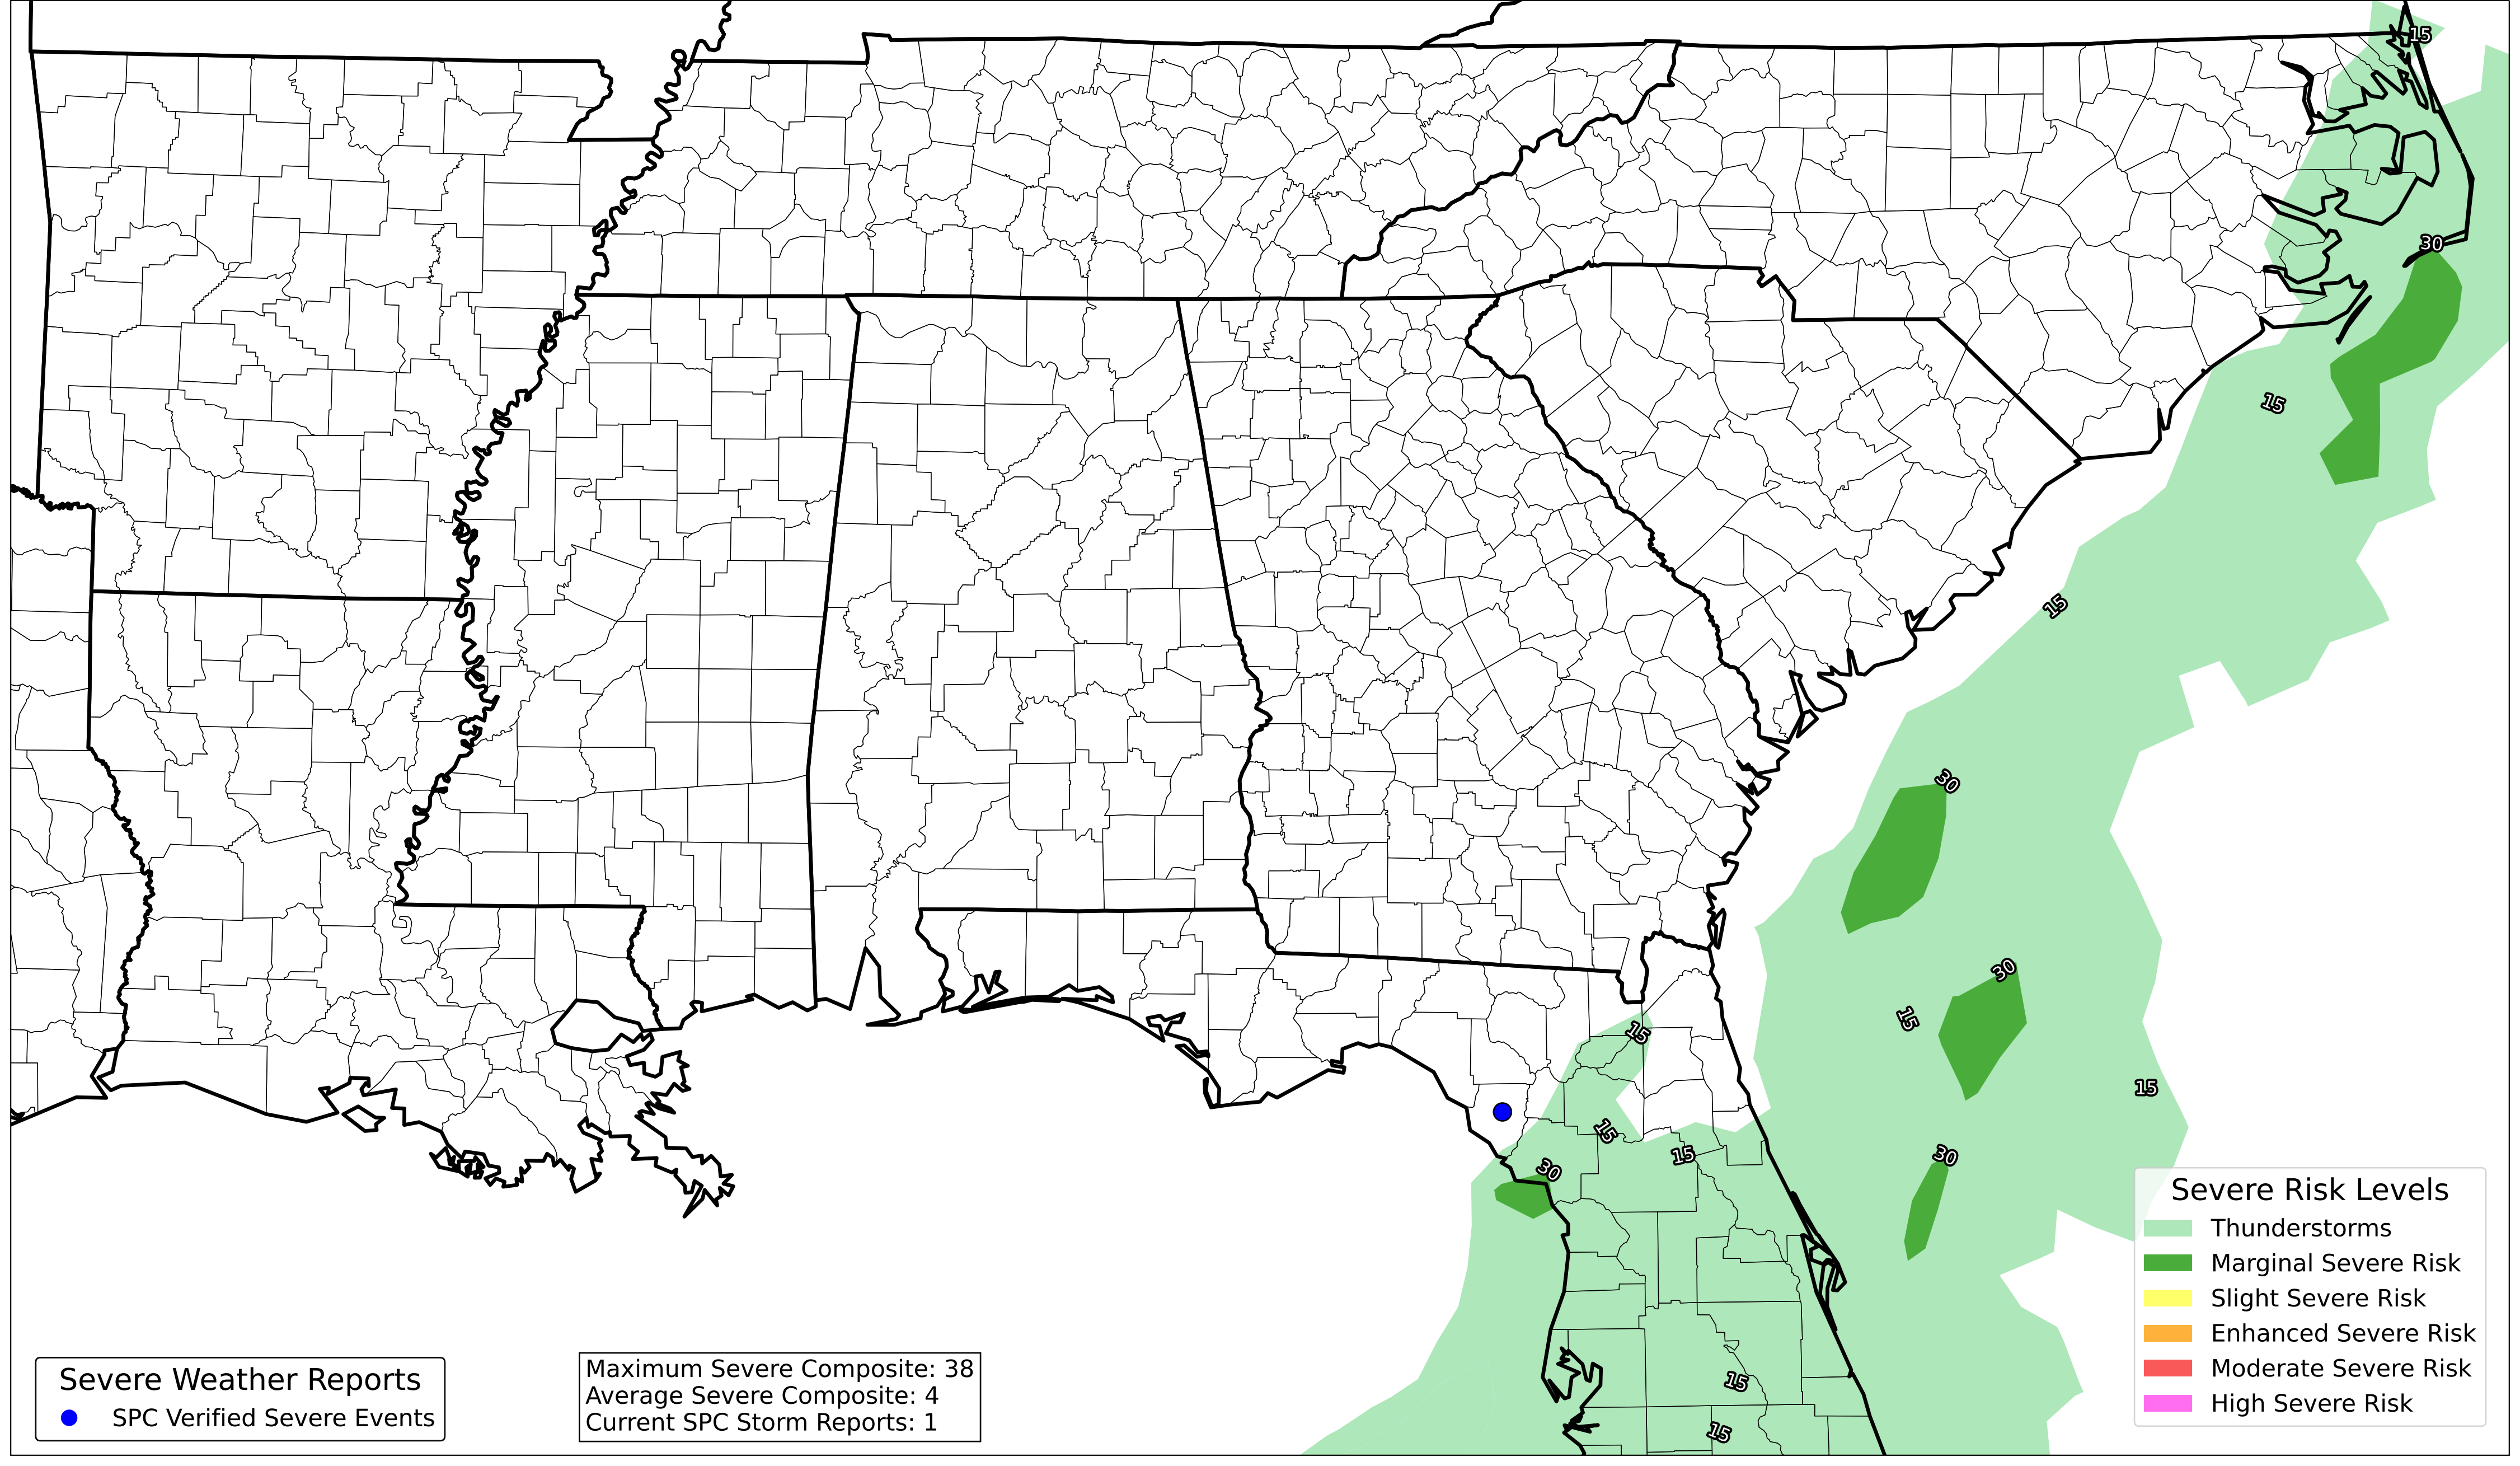 15
30
15
15
30
30
15
15
15
15
15
30
30
15
15
Severe Risk Levels
Thunderstorms
Marginal Severe Risk
Slight Severe Risk
Enhanced Severe Risk
Moderate Severe Risk
High Severe Risk
Severe Weather Reports
SPC Verified Severe Events
Maximum Severe Composite: 38
Average Severe Composite: 4
Current SPC Storm Reports: 1